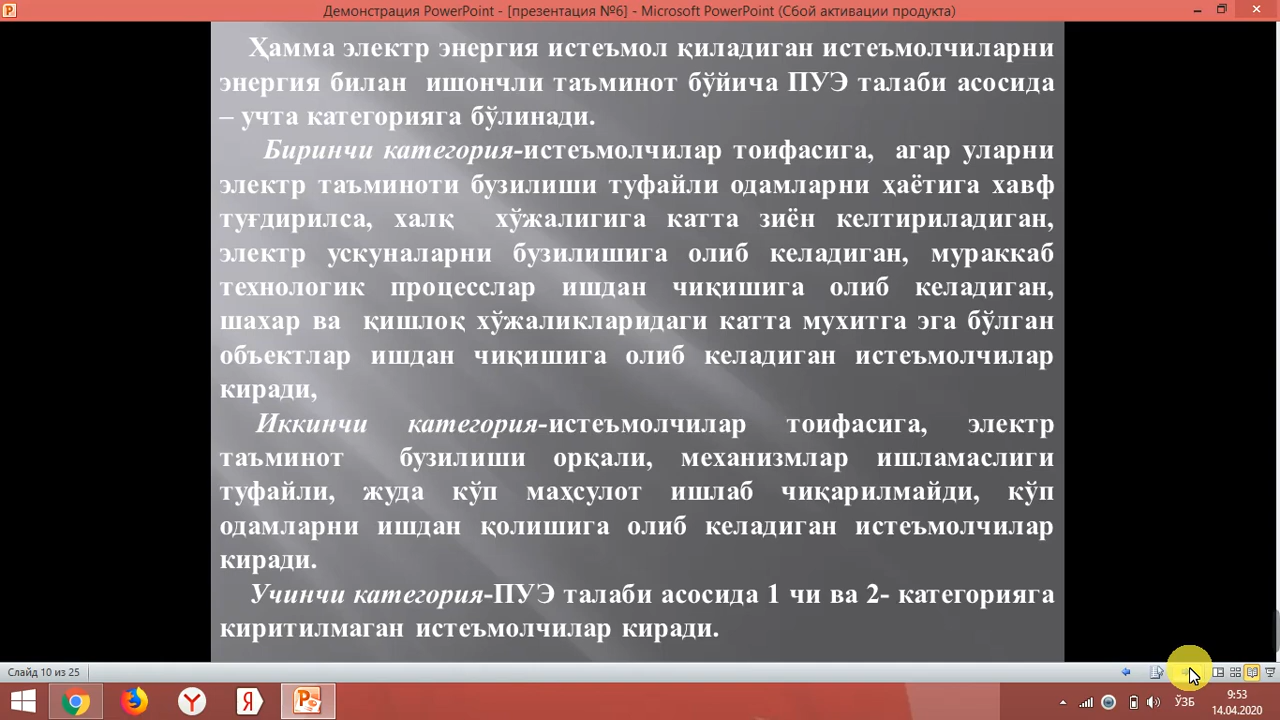 Демонстрация PowerPoint - [презентация №6] - Microsoft PowerPoint (Сбой активации продукта)
Ҳамма электр энергия истеъмол қиладиган истеъмолчиларни
энергия билан ишончли таъминот бўйича ПУЭ талаби асосида
– учта категорияга бўлинади.
Биринчи категория-истеъмолчилар тоифасига, агар уларни
электр таъминоти бузилиши туфайли одамларни ҳаётига хавф
туғдирилса, халқ хўжалигига катта зиён келтириладиган,
электр ускуналарни бузилишига олиб келадиган, мураккаб
технологик процесслар ишдан чиқишига олиб келадиган,
шахар ва қишлоқ хўжаликларидаги катта мухитга эга бўлган
объектлар ишдан чиқишига олиб келадиган истеъмолчилар
киради,
Иккинчи категория-истеъмолчилар тоифасига, электр
таъминот бузилиши орқали, механизмлар ишламаслиги
туфайли, жуда кўп маҳсулот ишлаб чиқарилмайди, кўп
одамларни ишдан қолишига олиб келадиган истеъмолчилар
киради.
Учинчи категория-ПУЭ талаби асосида 1 чи ва 2- категорияга
киритилмаган истеъмолчилар киради.
Слайд 10 из 25
ЎЗБ
9:53
14.04.2020